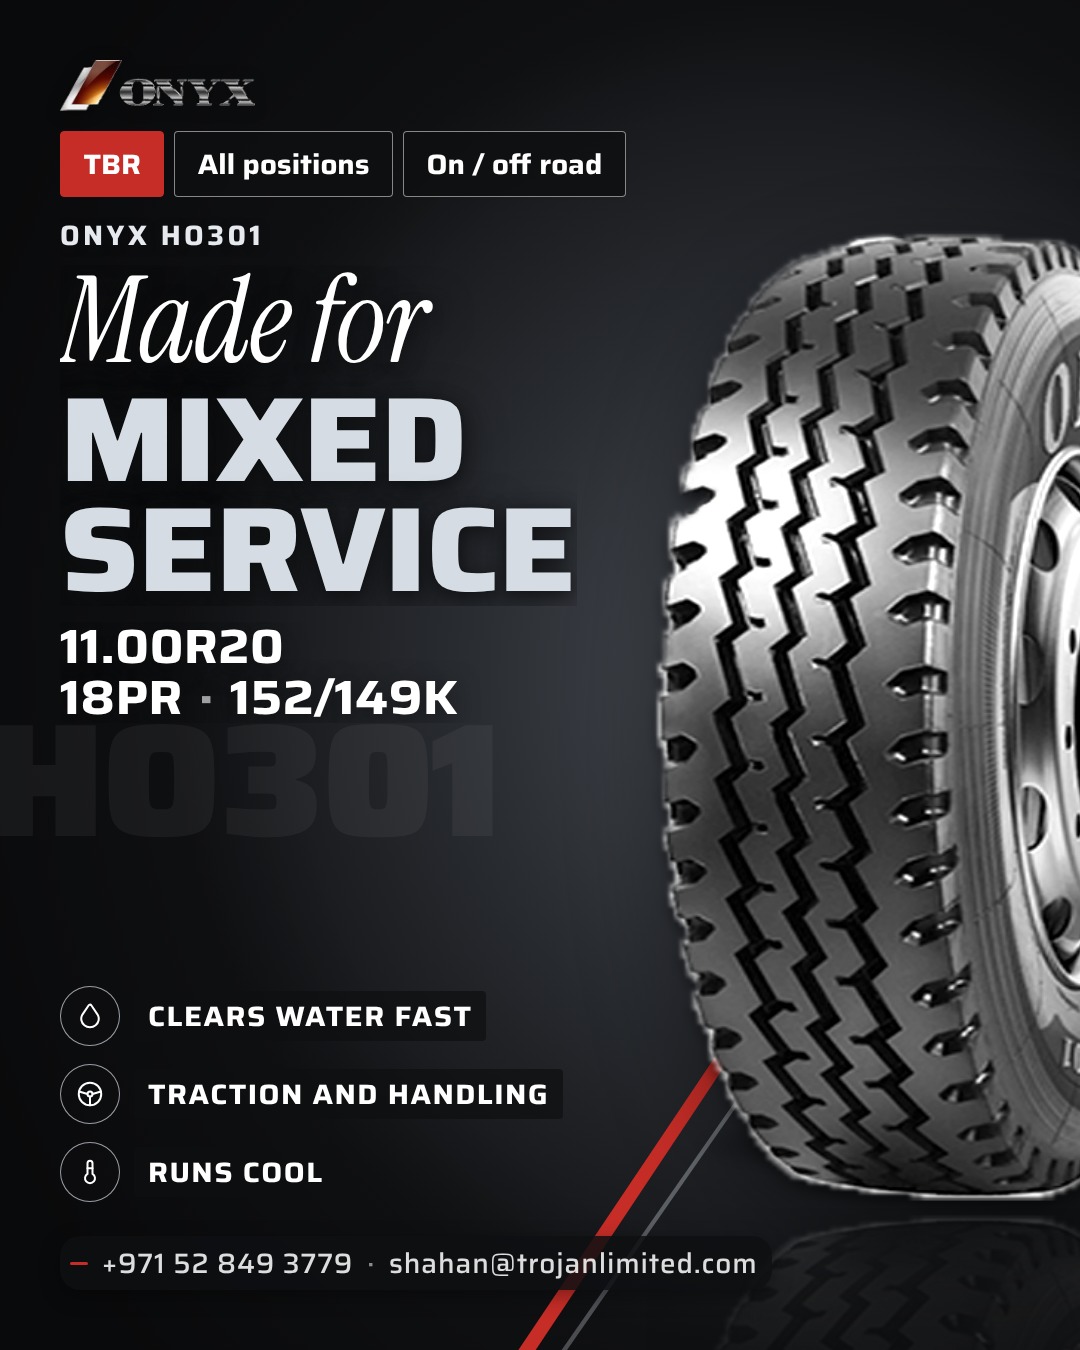 ONYX
TBR
All positions
On / off road
ONYX HO301
Made for
MIXED
SERVICE
11.00R20
18PR · 152/149K
HO301
CLEARS WATER FAST
TRACTION AND HANDLING
RUNS COOL
+971 52 849 3779 · shahan@trojanlimited.com